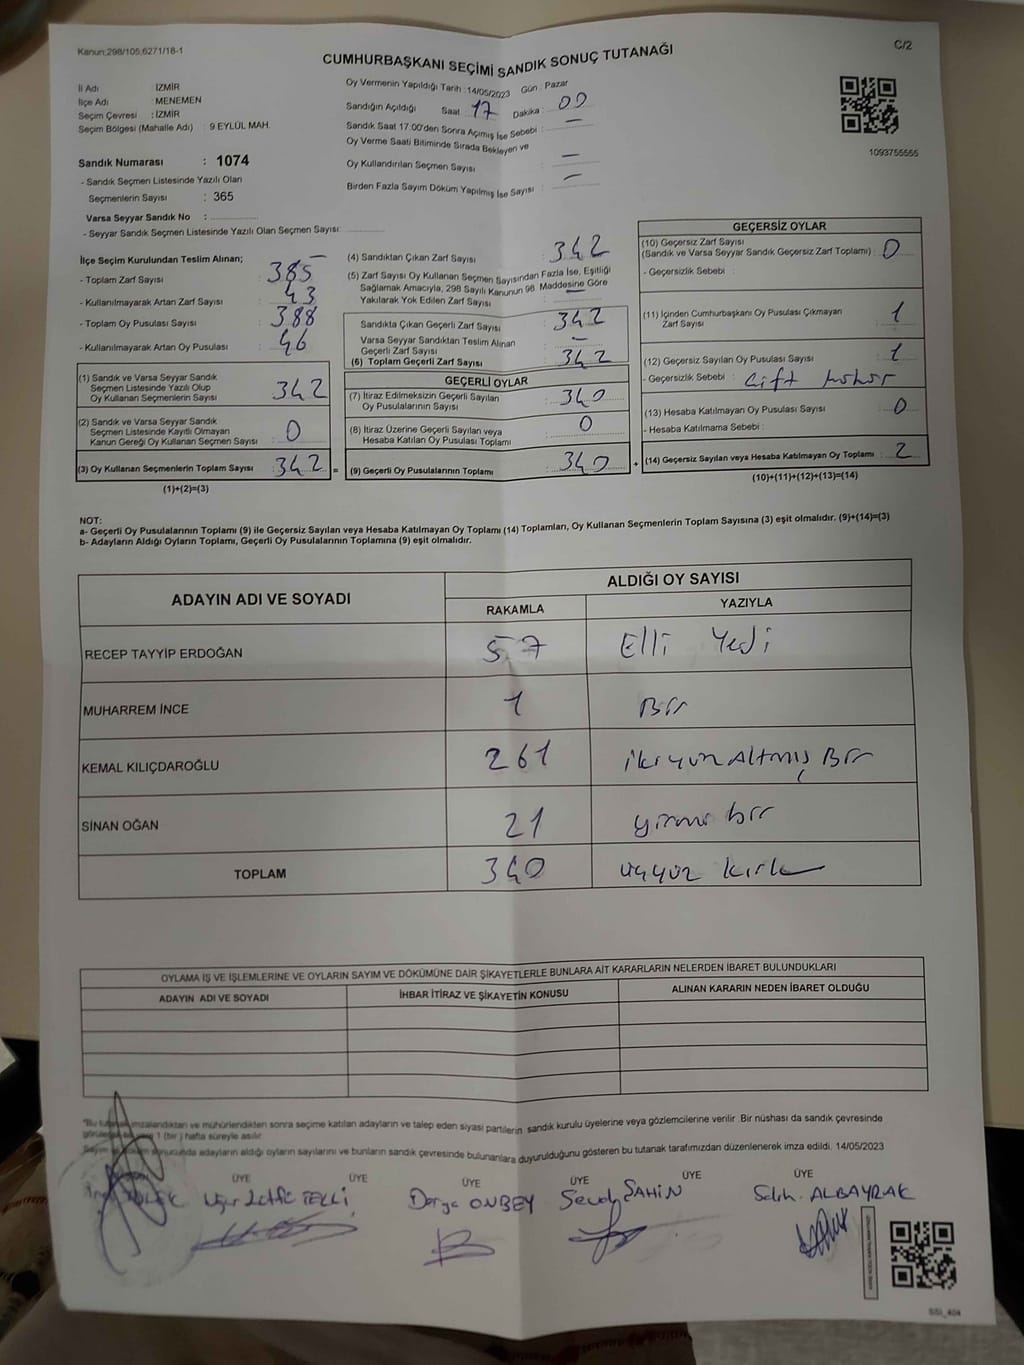 Kanun:298/105,6271/18-1
C/2
CUMHURBAŞKANI SEÇİMİ SANDIK SONUÇ TUTANAĞI
İl Adı İZMİR
İlçe Adı : MENEMEN
Seçim Çevresi : İZMİR
Seçim Bölgesi (Mahalle Adı) : 9 EYLÜL MAH.
Sandık Numarası : 1074
- Sandık Seçmen Listesinde Yazılı Olan
Seçmenlerin Sayısı : 365
Varsa Seyyar Sandık No :
- Seyyar Sandık Seçmen Listesinde Yazılı Olan Seçmen Sayısı:
Oy Vermenin Yapıldığı Tarih :14/05/2023 Gün : Pazar
Sandığın Açıldığı Saat : 17 Dakika : 00
Sandık Saat 17:00'den Sonra Açımış İse Sebebi : –
Oy Verme Saati Bitiminde Sırada Bekleyen ve
Oy Kullandırılan Seçmen Sayısı : –
Birden Fazla Sayım Döküm Yapılmış İse Sayısı : –
1093755555
İlçe Seçim Kurulundan Teslim Alınan; –
- Toplam Zarf Sayısı : 385
- Kullanılmayarak Artan Zarf Sayısı : 43
- Toplam Oy Pusulası Sayısı : 388
- Kullanılmayarak Artan Oy Pusulası : 46
(1) Sandık ve Varsa Seyyar Sandık
Seçmen Listesinde Yazılı Olup
Oy Kullanan Seçmenlerin Sayısı : 342
(2) Sandık ve Varsa Seyyar Sandık
Seçmen Listesinde Kayıtlı Olmayan
Kanun Gereği Oy Kullanan Seçmen Sayısı : 0
(3) Oy Kullanan Seçmenlerin Toplam Sayısı : 342 =
(1)+(2)=(3)
(4) Sandıktan Çıkan Zarf Sayısı : 342
(5) Zarf Sayısı Oy Kullanan Seçmen Sayısından Fazla İse, Eşitliği
Sağlamak Amacıyla, 298 Sayılı Kanunun 98. Maddesine Göre
Yakılarak Yok Edilen Zarf Sayısı : –
Sandıkta Çıkan Geçerli Zarf Sayısı : 342
Varsa Seyyar Sandıktan Teslim Alınan
Geçerli Zarf Sayısı : –
(6) Toplam Geçerli Zarf Sayısı : 342
GEÇERLİ OYLAR
(7) İtiraz Edilmeksizin Geçerli Sayılan
Oy Pusulalarının Sayısı : 340
(8) İtiraz Üzerine Geçerli Sayılan veya
Hesaba Katılan Oy Pusulası Toplamı : 0
(9) Geçerli Oy Pusulalarının Toplamı : 340 +
GEÇERSİZ OYLAR
(10) Geçersiz Zarf Sayısı
(Sandık ve Varsa Seyyar Sandık Geçersiz Zarf Toplamı) : 0
- Geçersizlik Sebebi :
(11) İçinden Cumhurbaşkanı Oy Pusulası Çıkmayan
Zarf Sayısı : 1
(12) Geçersiz Sayılan Oy Pusulası Sayısı : 1
- Geçersizlik Sebebi : Çift
(13) Hesaba Katılmayan Oy Pusulası Sayısı : 0
- Hesaba Katılmama Sebebi :
(14) Geçersiz Sayılan veya Hesaba Katılmayan Oy Toplamı : 2
(10)+(11)+(12)+(13)=(14)
NOT:
a- Geçerli Oy Pusulalarının Toplamı (9) ile Geçersiz Sayılan veya Hesaba Katılmayan Oy Toplamı (14) Toplamları, Oy Kullanan Seçmenlerin Toplam Sayısına (3) eşit olmalıdır. (9)+(14)=(3)
b- Adayların Aldığı Oyların Toplamı, Geçerli Oy Pusulalarının Toplamına (9) eşit olmalıdır.
ADAYIN ADI VE SOYADI ALDIĞI OY SAYISI
RAKAMLA YAZIYLA
RECEP TAYYİP ERDOĞAN 57 Elli Yedi
MUHARREM İNCE 1 Bir
KEMAL KILIÇDAROĞLU 261 ikiyüz Altmış Bir
SİNAN OĞAN 21 yirmi bir
TOPLAM 340 üçyüz kırk
OYLAMA İŞ VE İŞLEMLERİNE VE OYLARIN SAYIM VE DÖKÜMÜNE DAİR ŞİKAYETLERLE BUNLARA AİT KARARLARIN NELERDEN İBARET BULUNDUKLARI
ADAYIN ADI VE SOYADI İHBAR İTİRAZ VE ŞİKAYETİN KONUSU ALINAN KARARIN NEDEN İBARET OLDUĞU
*Bu imzalandıktan ve mühürlendikten sonra seçime katılan adayların ve talep eden siyasi partilerin sandık kurulu üyelerine veya gözlemcilerine verilir. Bir nüshası da sandık çevresinde
1 (bir) hafta süreyle asılır.
sonucunda adayların aldığı oyların sayılarını ve bunların sandık çevresinde bulunanlara duyurulduğunu gösteren bu tutanak tarafımızdan düzenlenerek imza edildi. 14/05/2023
ÜYE ÜYE ÜYE ÜYE ÜYE ÜYE
Uğur Lütfü TELLİ Derya ONBEY Sevda ŞAHİN Salih ALBAYRAK
SSİ_404